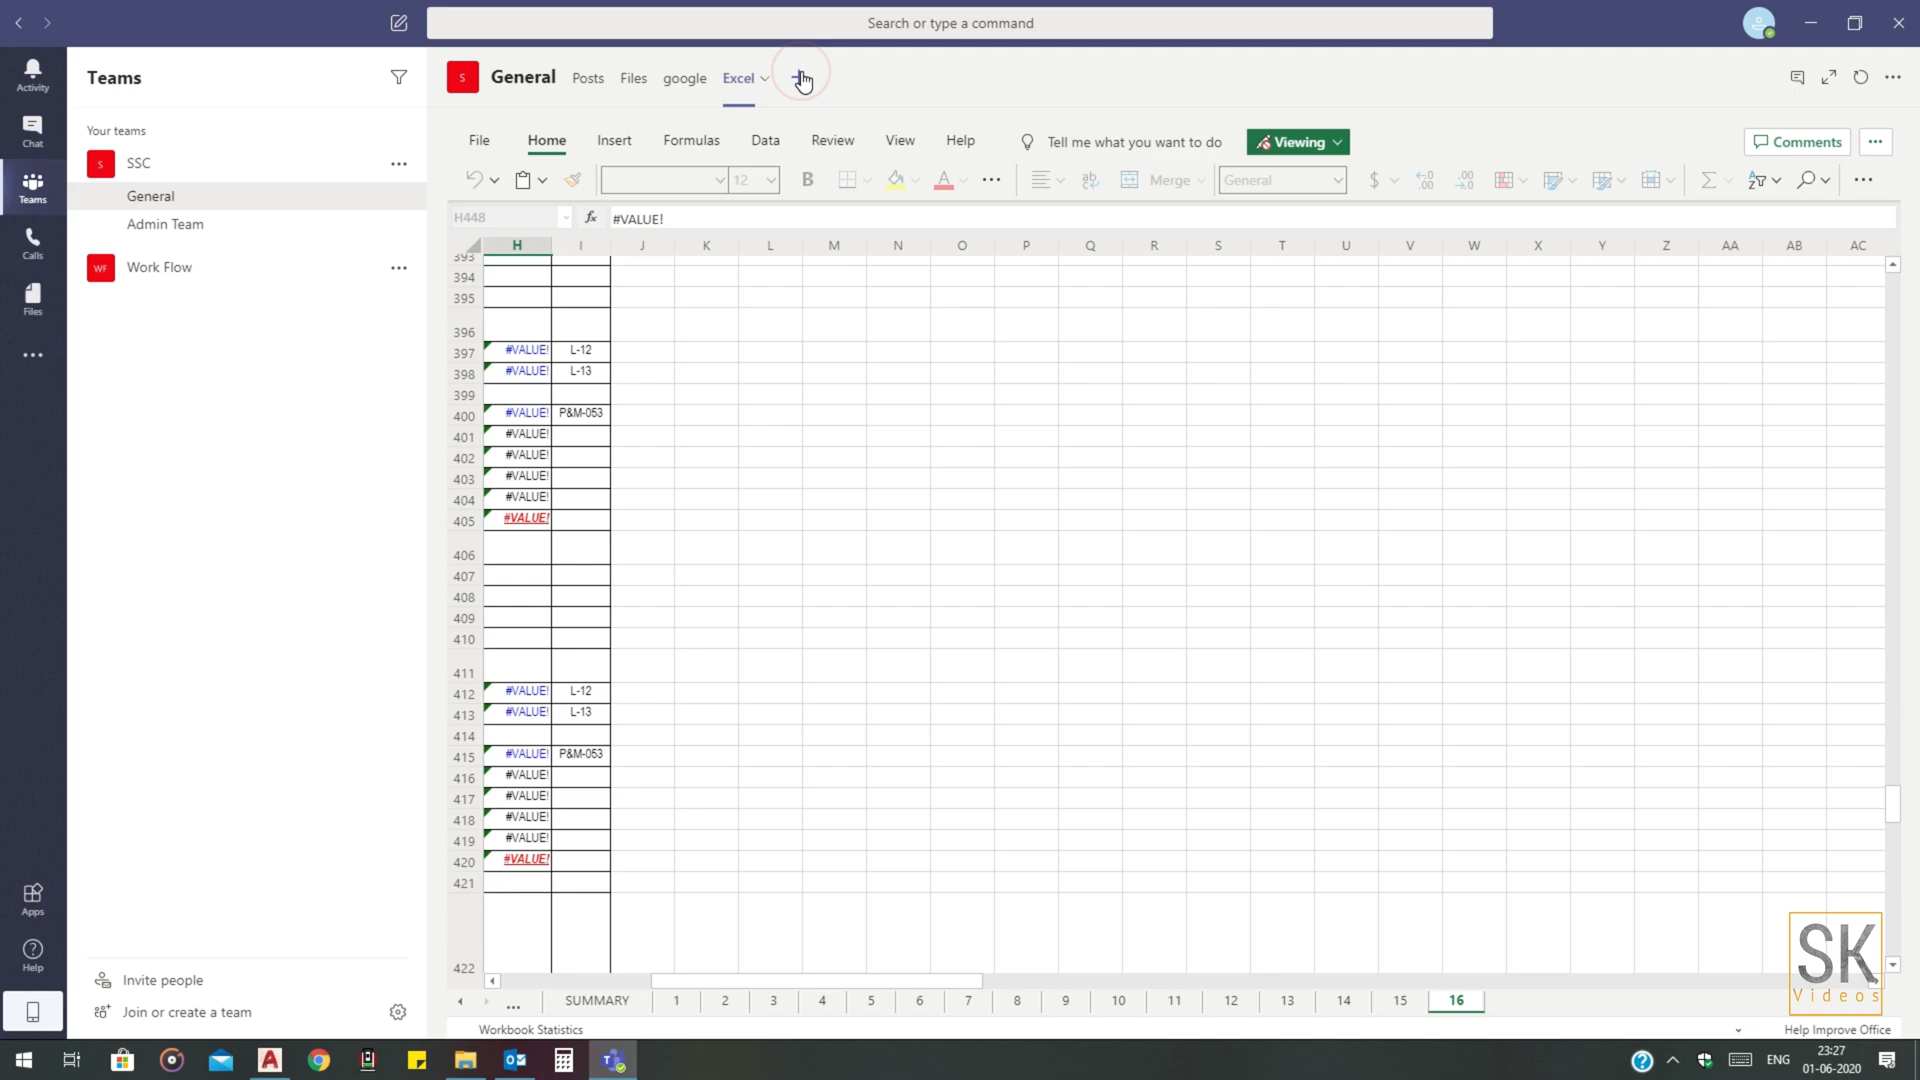 Search or type a command
Activity
Chat
Teams
Calls
Files
Apps
Help
Teams
Your teams
S SSC
General
Admin Team
WF Work Flow
Invite people
Join or create a team
S General Posts Files google Excel
File Home Insert Formulas Data Review View Help Tell me what you want to do Viewing Comments
12 B A ab Merge General $ .00
H448 fx #VALUE!
H I J K L M N O P Q R S T U V W X Y Z AA AB AC
393
394
395
396
397 #VALUE! L-12
398 #VALUE! L-13
399
400 #VALUE! P&M-053
401 #VALUE!
402 #VALUE!
403 #VALUE!
404 #VALUE!
405 #VALUE!
406
407
408
409
410
411
412 #VALUE! L-12
413 #VALUE! L-13
414
415 #VALUE! P&M-053
416 #VALUE!
417 #VALUE!
418 #VALUE!
419 #VALUE!
420 #VALUE!
421
422
... SUMMARY 1 2 3 4 5 6 7 8 9 10 11 12 13 14 15 16
Workbook Statistics Help Improve Office
SK
Videos
ENG
23:27
01-06-2020